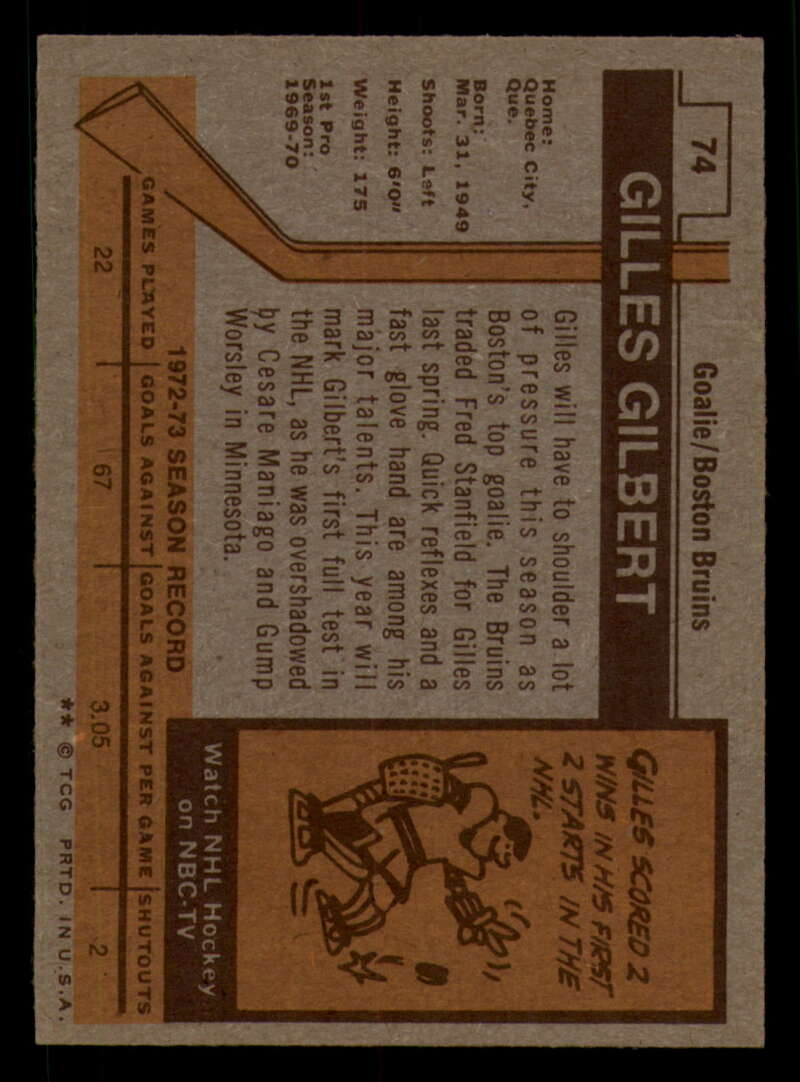 74
Goalie/Boston Bruins
GILLES GILBERT
Home:
Quebec City,
Que.
Born:
Mar. 31, 1949
Shoots: Left
Height: 6'0"
Weight: 175
1st Pro
Season:
1969-70
Gilles will have to shoulder a lot
of pressure this season as
Boston's top goalie. The Bruins
traded Fred Stanfield for Gilles
last spring. Quick reflexes and a
fast glove hand are among his
major talents. This year will
mark Gilbert's first full test in
the NHL, as he was overshadowed
by Cesare Maniago and Gump
Worsley in Minnesota.
GILLES SCORED 2
WINS IN HIS FIRST
2 STARTS IN THE
NHL.
Watch NHL Hockey
on NBC-TV
1972-73 SEASON RECORD
GAMES PLAYED GOALS AGAINST GOALS AGAINST PER GAME SHUTOUTS
22 67 3.05 2
** © TCG PRTD. IN U.S.A.